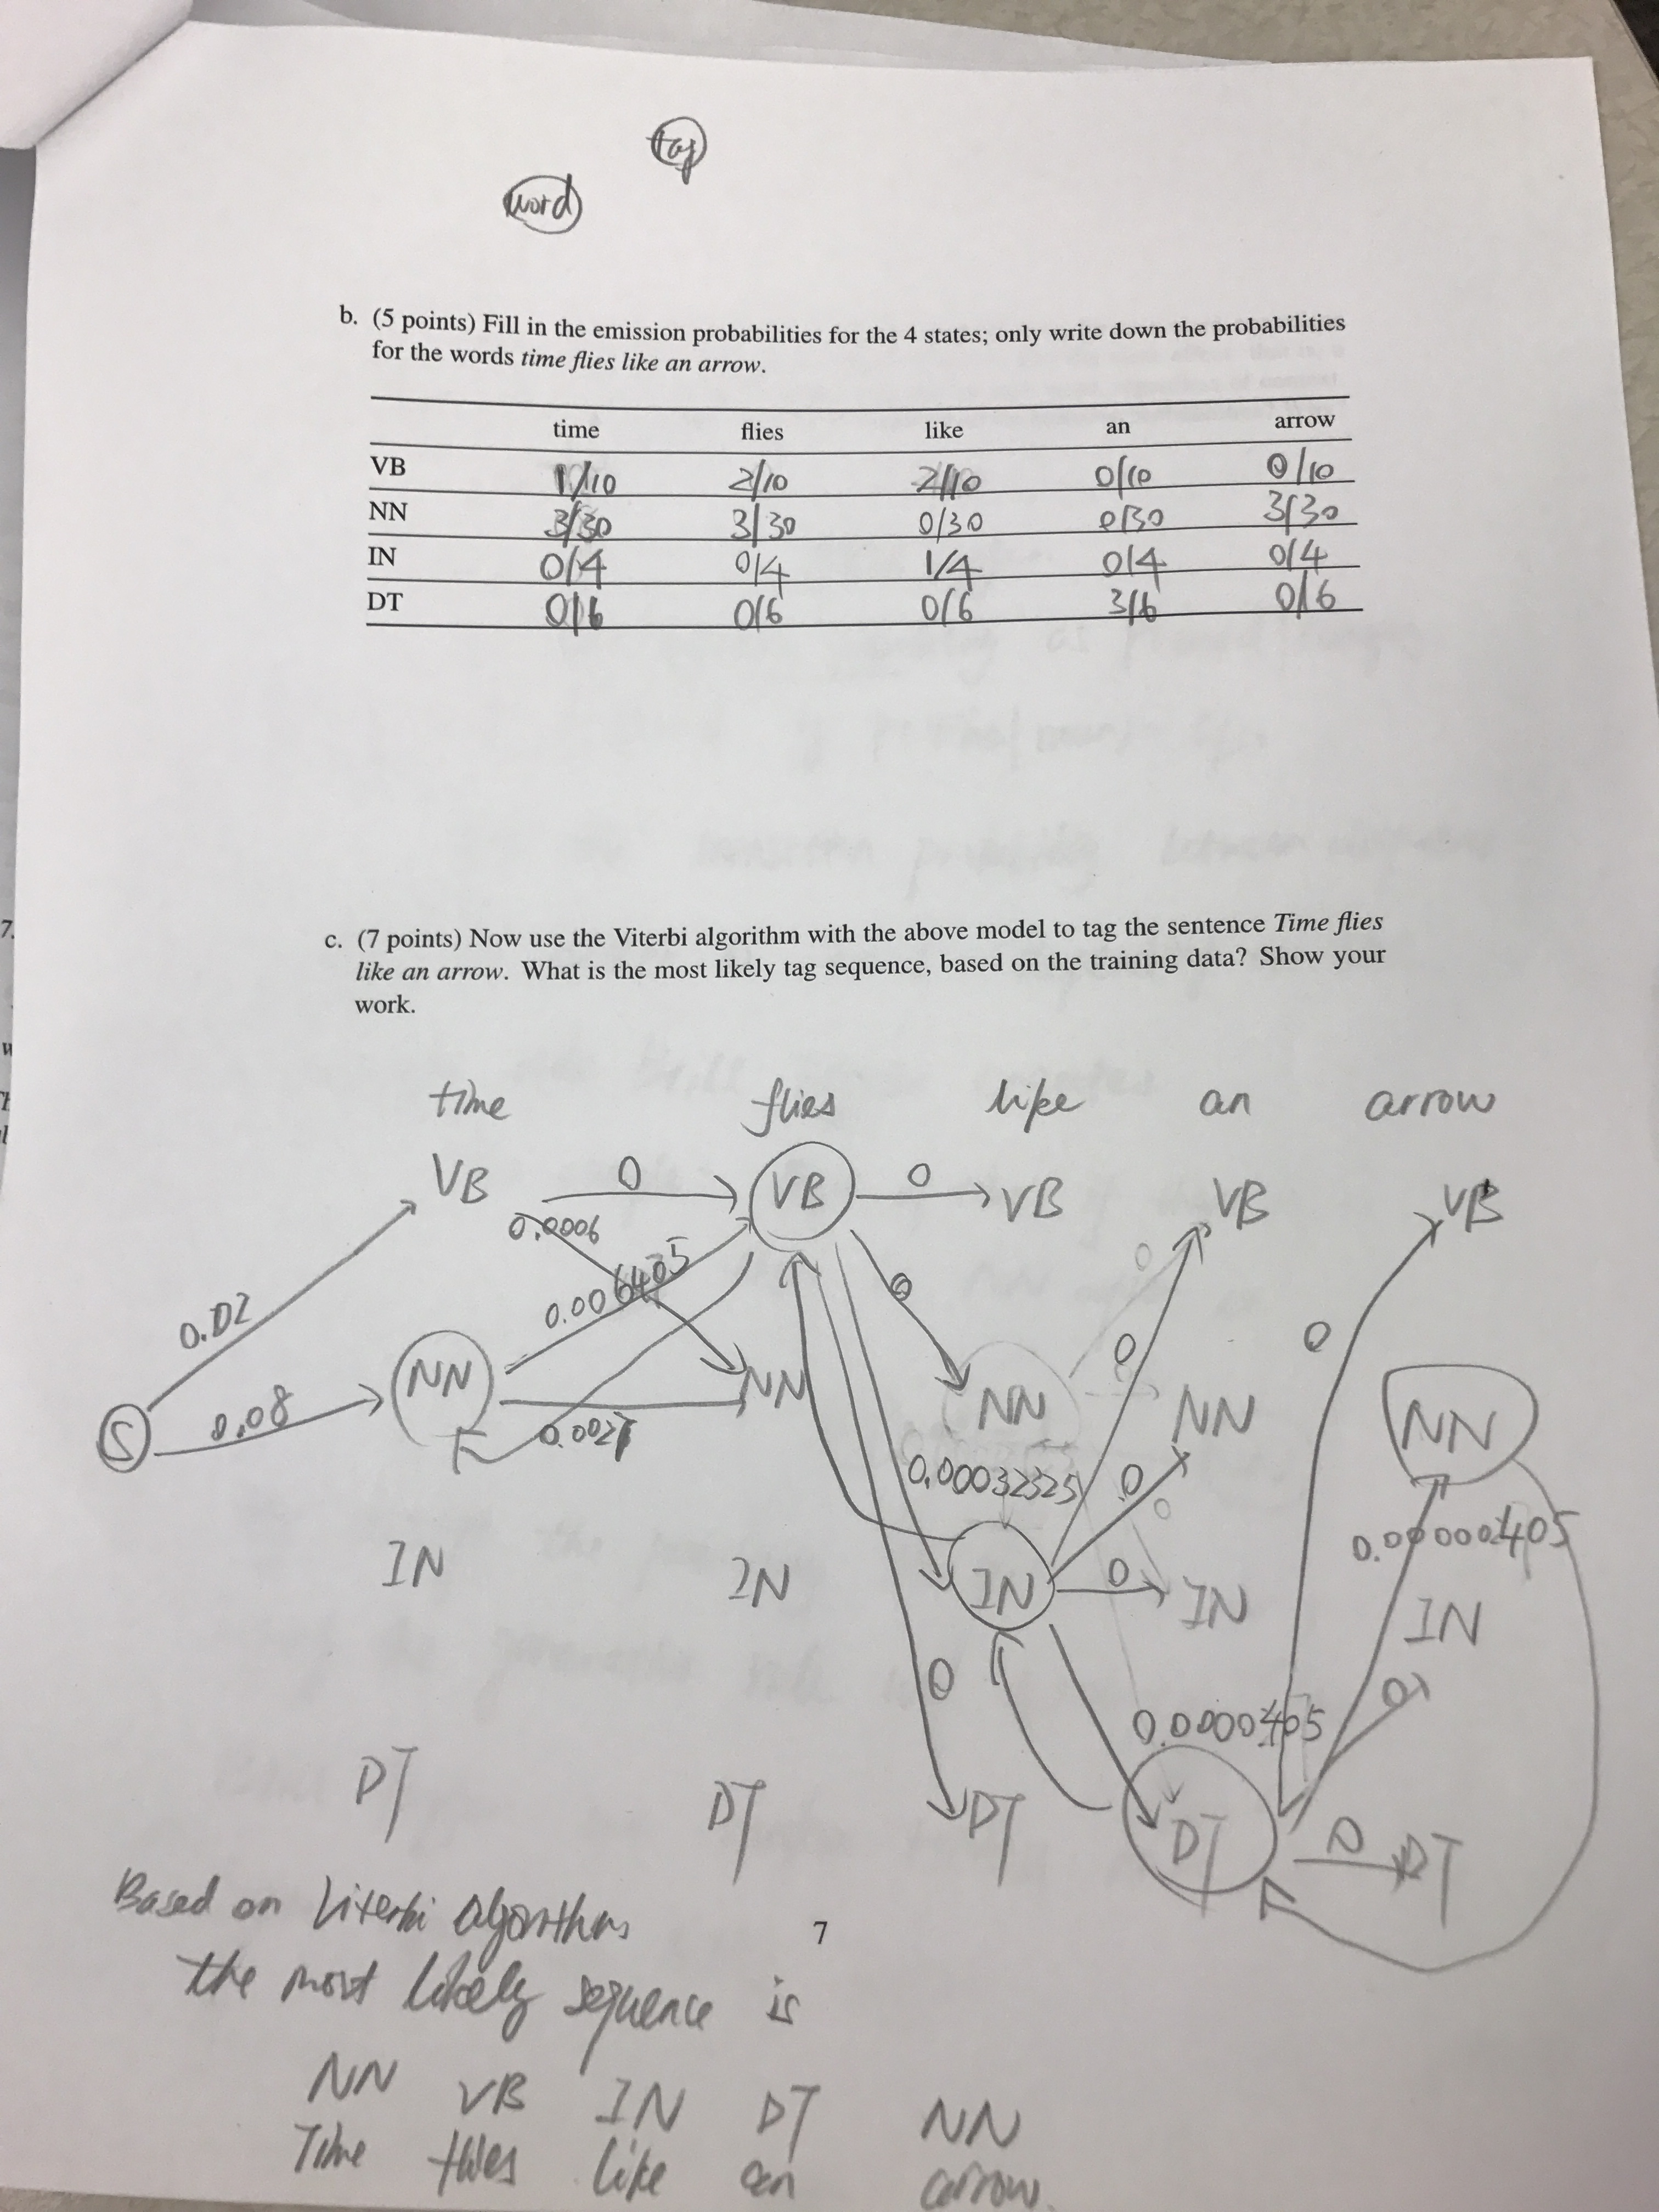 tag
word
b. (5 points) Fill in the emission probabilities for the 4 states; only write down the probabilities
for the words time flies like an arrow.
time flies like an arrow
VB 1/10 2/10 2/10 0/10 0/10
NN 3/30 3/30 0/30 0/30 3/30
IN 0/4 0/4 1/4 0/4 0/4
DT 0/6 0/6 0/6 3/6 0/6
7.
c. (7 points) Now use the Viterbi algorithm with the above model to tag the sentence Time flies
like an arrow. What is the most likely tag sequence, based on the training data? Show your
work.
time flies like an arrow
VB 0 VB 0 VB VB VB
0.0006
0.006405
0.02
0
0
0
0
S 0.08 NN 0.0027 NN NN NN NN
0.00032325
0
0
0.00000405
IN IN IN 0 IN IN
0
0.0000405
0
DT DT DT DT 0 DT
Based on Viterbi algorithm
7
the most likely sequence is
NN VB IN DT NN
Time flies like an arrow.